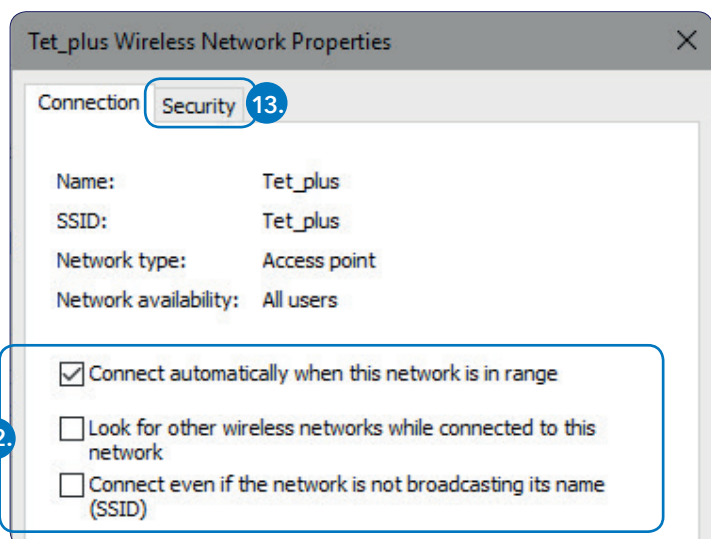 Tet_plus Wireless Network Properties
Connection Security 13.
Name: Tet_plus
SSID: Tet_plus
Network type: Access point
Network availability: All users
Connect automatically when this network is in range
Look for other wireless networks while connected to this
network
2.
Connect even if the network is not broadcasting its name
(SSID)